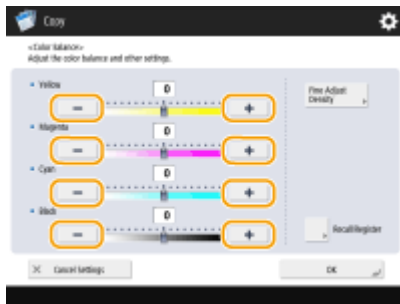 Copy
<Color Balance>
Adjust the color balance and other settings.
Yellow
0
− +
Fine Adjust
Density
Magenta
0
− +
Cyan
0
− +
Black
0
− +
Recall/Register
× Cancel Settings
OK